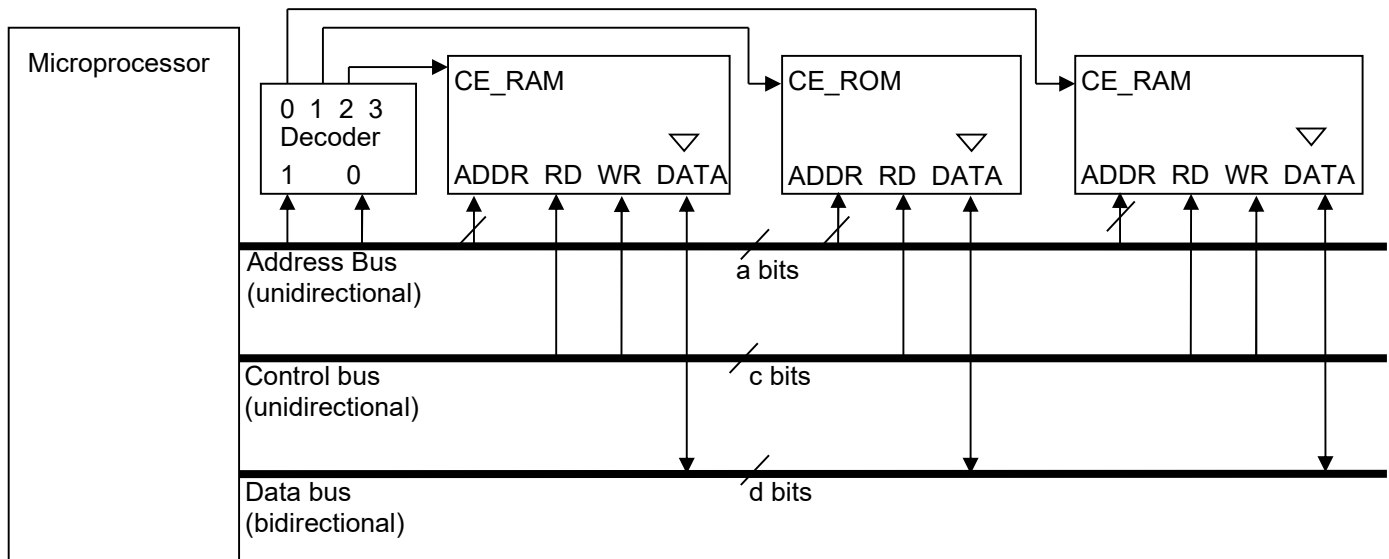 Microprocessor
0 1 2 3
Decoder
1 0
CE_RAM
ADDR RD WR DATA
CE_ROM
ADDR RD DATA
CE_RAM
ADDR RD WR DATA
Address Bus
(unidirectional)
a bits
Control bus
(unidirectional)
c bits
Data bus
(bidirectional)
d bits